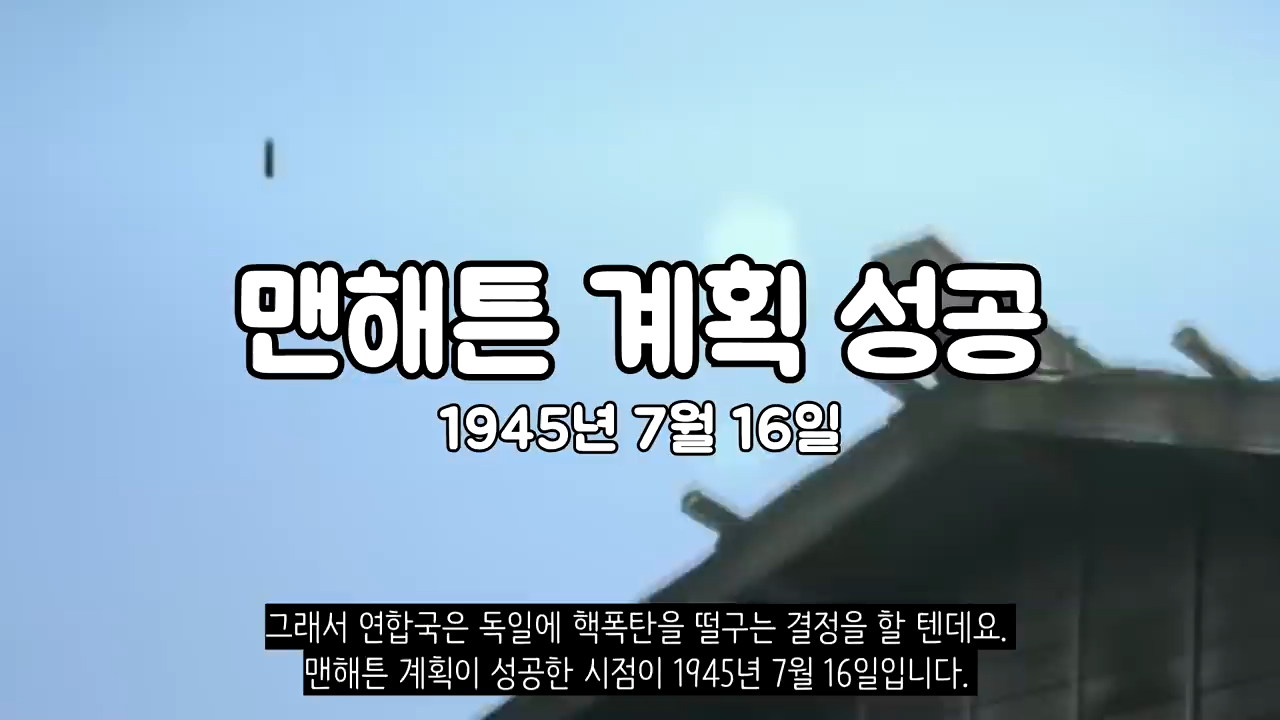 맨해튼 계획 성공
1945년 7월 16일
그래서 연합국은 독일에 핵폭탄을 떨구는 결정을 할 텐데요.
맨해튼 계획이 성공한 시점이 1945년 7월 16일입니다.